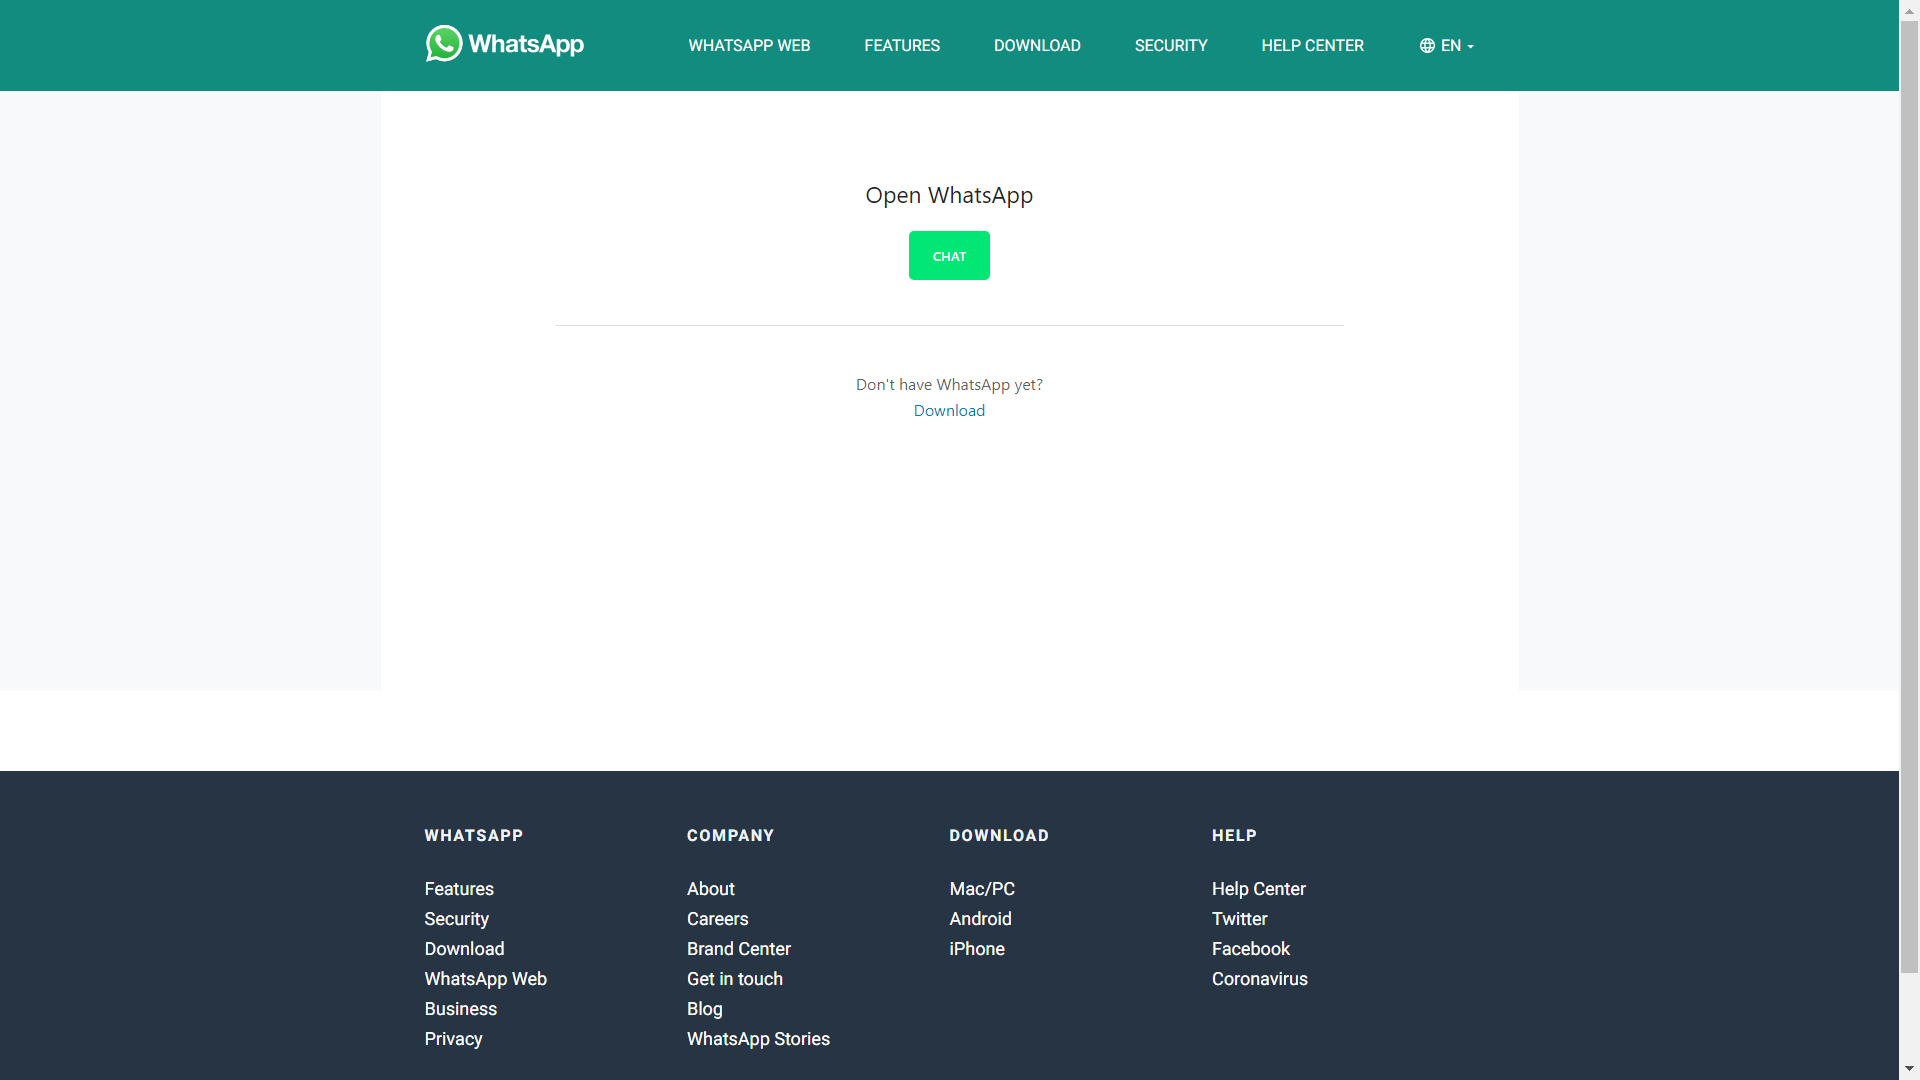 WhatsApp
WHATSAPP WEB
FEATURES
DOWNLOAD
SECURITY
HELP CENTER
EN
Open WhatsApp
CHAT
Don't have WhatsApp yet?
Download
WHATSAPP
Features
Security
Download
WhatsApp Web
Business
Privacy
COMPANY
About
Careers
Brand Center
Get in touch
Blog
WhatsApp Stories
DOWNLOAD
Mac/PC
Android
iPhone
HELP
Help Center
Twitter
Facebook
Coronavirus